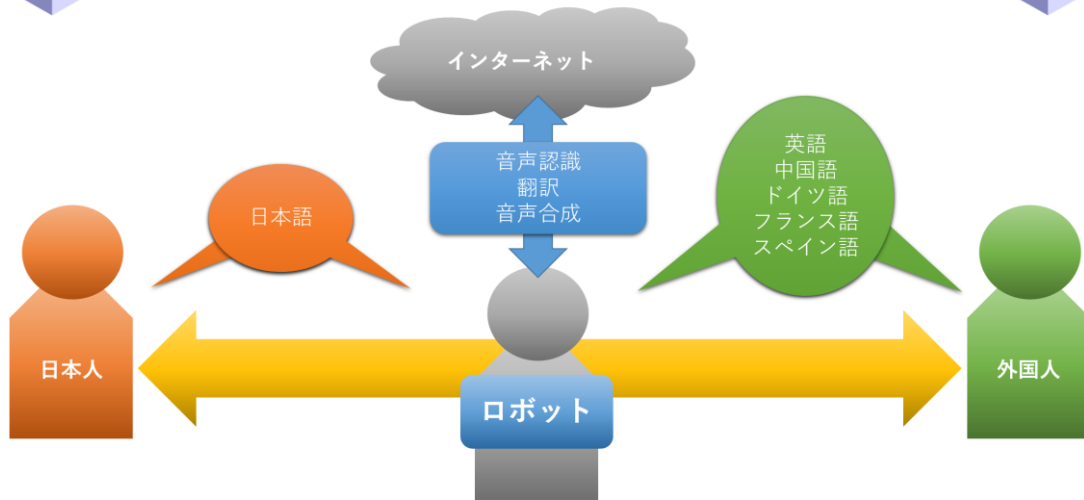 インターネット
音声認識
翻訳
音声合成
日本語
英語
中国語
ドイツ語
フランス語
スペイン語
日本人
ロボット
外国人